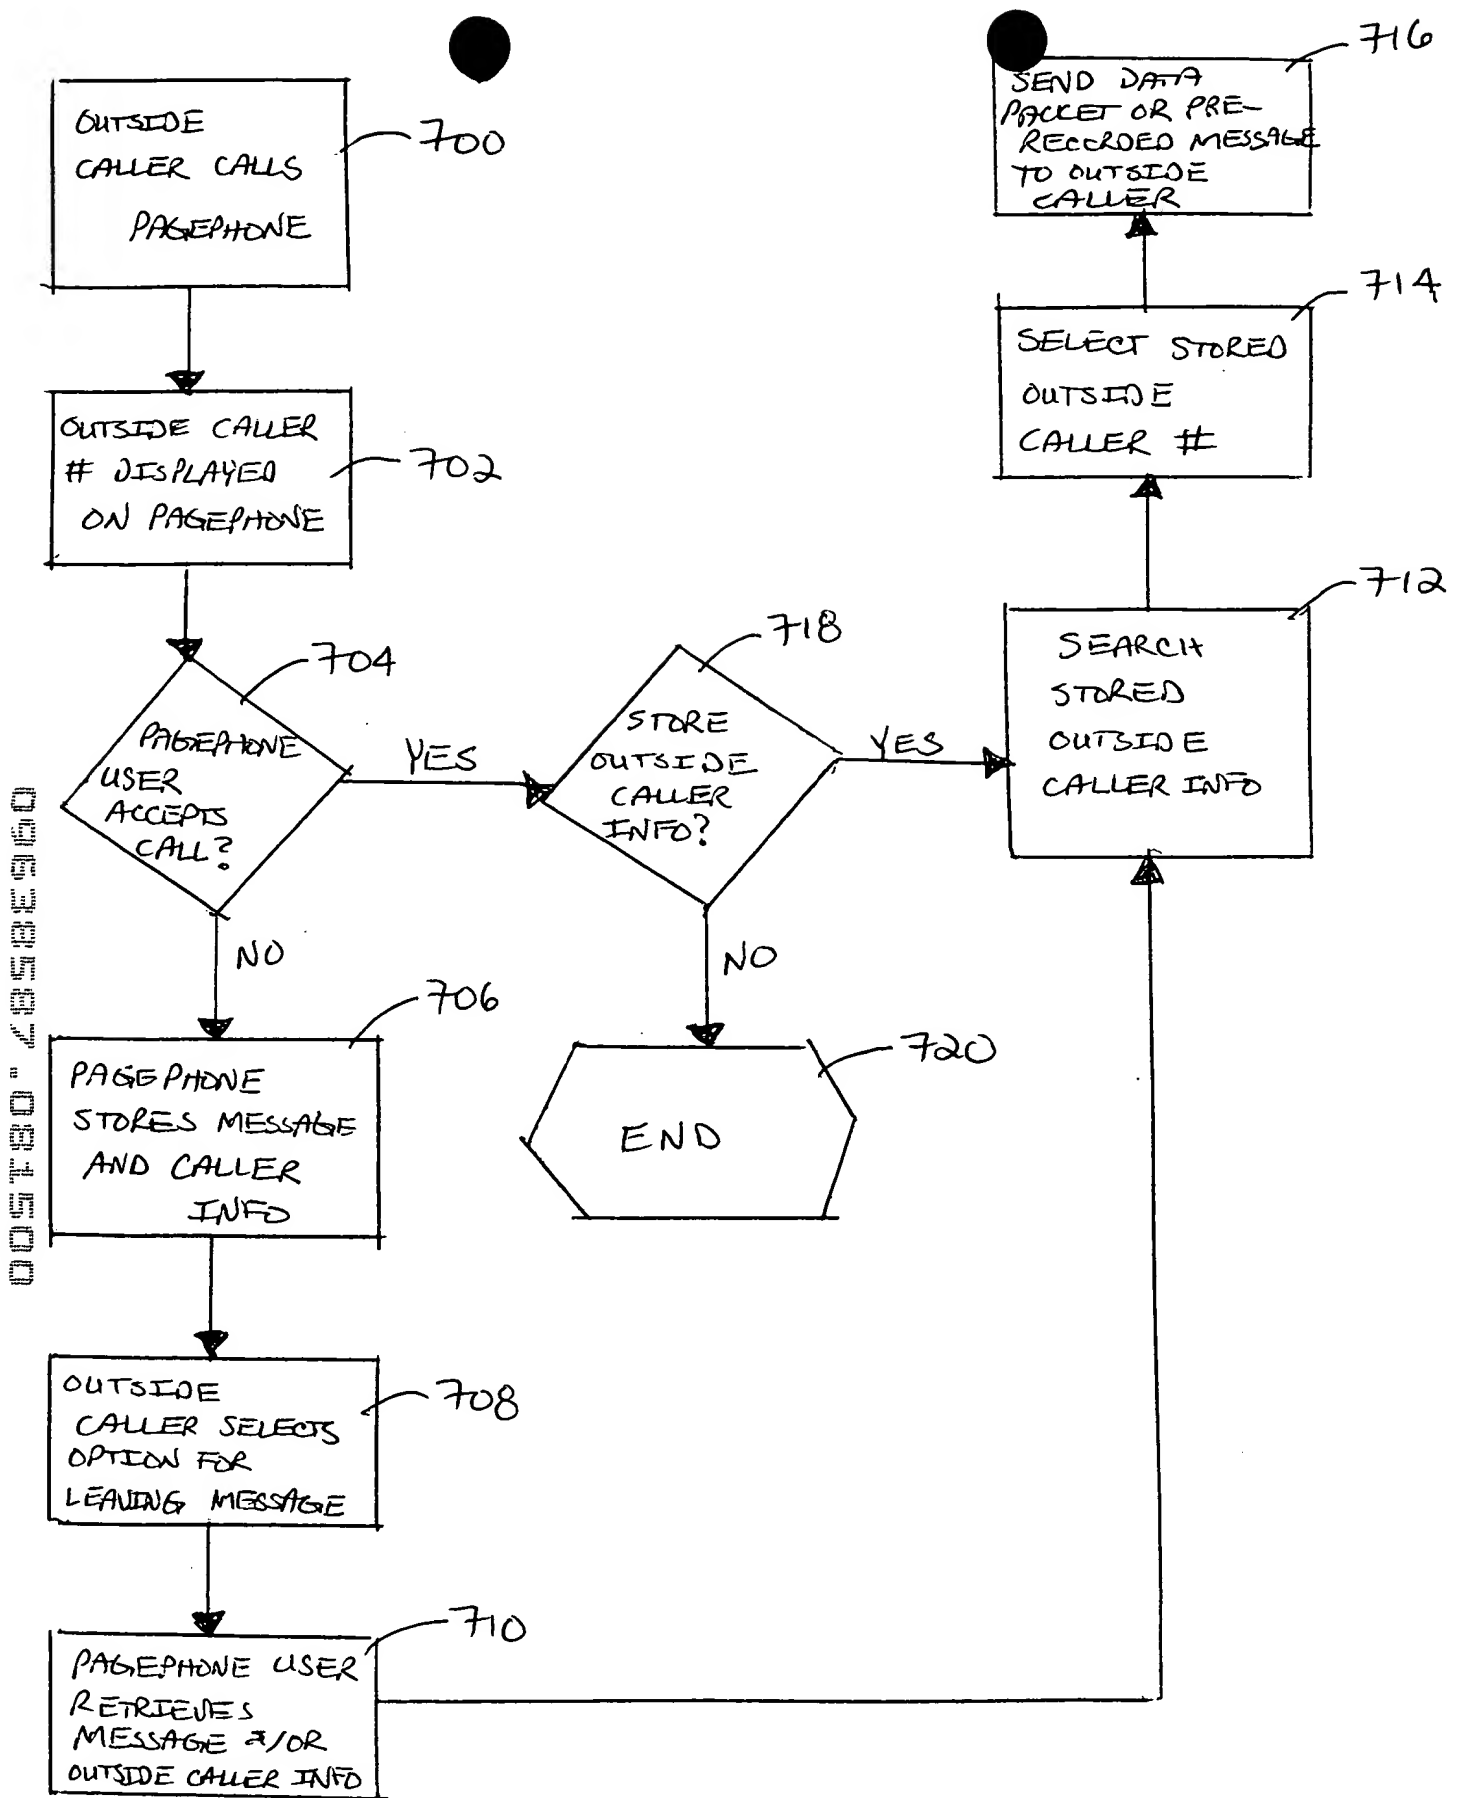 OUTSIDE
CALLER CALLS
PAGEPHONE
700
OUTSIDE CALLER
# DISPLAYED
ON PAGEPHONE
702
PAGEPHONE
USER
ACCEPTS
CALL?
704
YES
NO
STORE
OUTSIDE
CALLER
INFO?
718
YES
NO
END
720
PAGEPHONE
STORES MESSAGE
AND CALLER
INFO
706
OUTSIDE
CALLER SELECTS
OPTION FOR
LEAVING MESSAGE
708
PAGEPHONE USER
RETRIEVES
MESSAGE &/OR
OUTSIDE CALLER INFO
710
SEARCH
STORED
OUTSIDE
CALLER INFO
712
SELECT STORED
OUTSIDE
CALLER #
714
SEND DATA
PACKET OR PRE-
RECORDED MESSAGE
TO OUTSIDE
CALLER
716
09638587.081500